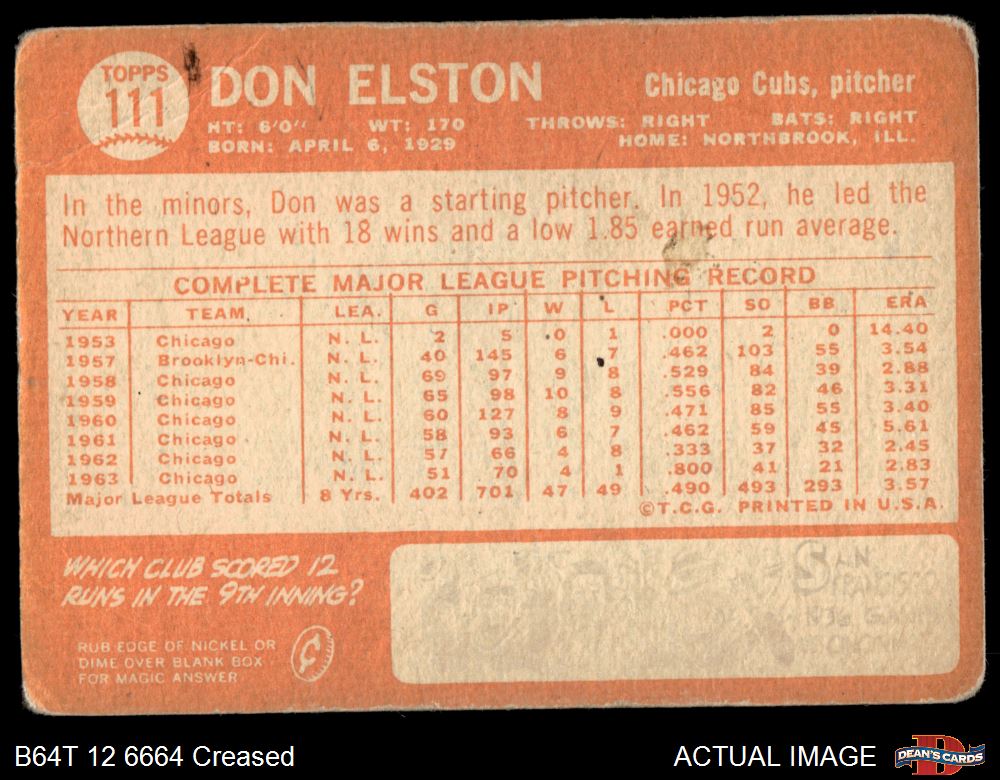 TOPPS
111
DON ELSTON
Chicago Cubs, pitcher
HT: 6'0" WT: 170 THROWS: RIGHT BATS: RIGHT
BORN: APRIL 6, 1929 HOME: NORTHBROOK, ILL.
In the minors, Don was a starting pitcher. In 1952, he led the
Northern League with 18 wins and a low 1.85 earned run average.
COMPLETE MAJOR LEAGUE PITCHING RECORD
YEAR TEAM LEA. G IP W L PCT SO BB ERA
1953 Chicago N. L. 2 5 0 1 .000 2 0 14.40
1957 Brooklyn-Chi. N. L. 40 145 6 7 .462 103 55 3.54
1958 Chicago N. L. 69 97 9 8 .529 84 39 2.88
1959 Chicago N. L. 65 98 10 8 .556 82 46 3.31
1960 Chicago N. L. 60 127 8 9 .471 85 55 3.40
1961 Chicago N. L. 58 93 6 7 .462 59 45 5.61
1962 Chicago N. L. 57 66 4 8 .333 37 32 2.45
1963 Chicago N. L. 51 70 4 1 .800 41 21 2.83
Major League Totals 8 Yrs. 402 701 47 49 .490 493 293 3.57
©T.C.G. PRINTED IN U.S.A.
WHICH CLUB SCORED 12
RUNS IN THE 9TH INNING?
RUB EDGE OF NICKEL OR
DIME OVER BLANK BOX
FOR MAGIC ANSWER
SAN
B64T 12 6664 Creased
ACTUAL IMAGE
DEAN'S CARDS